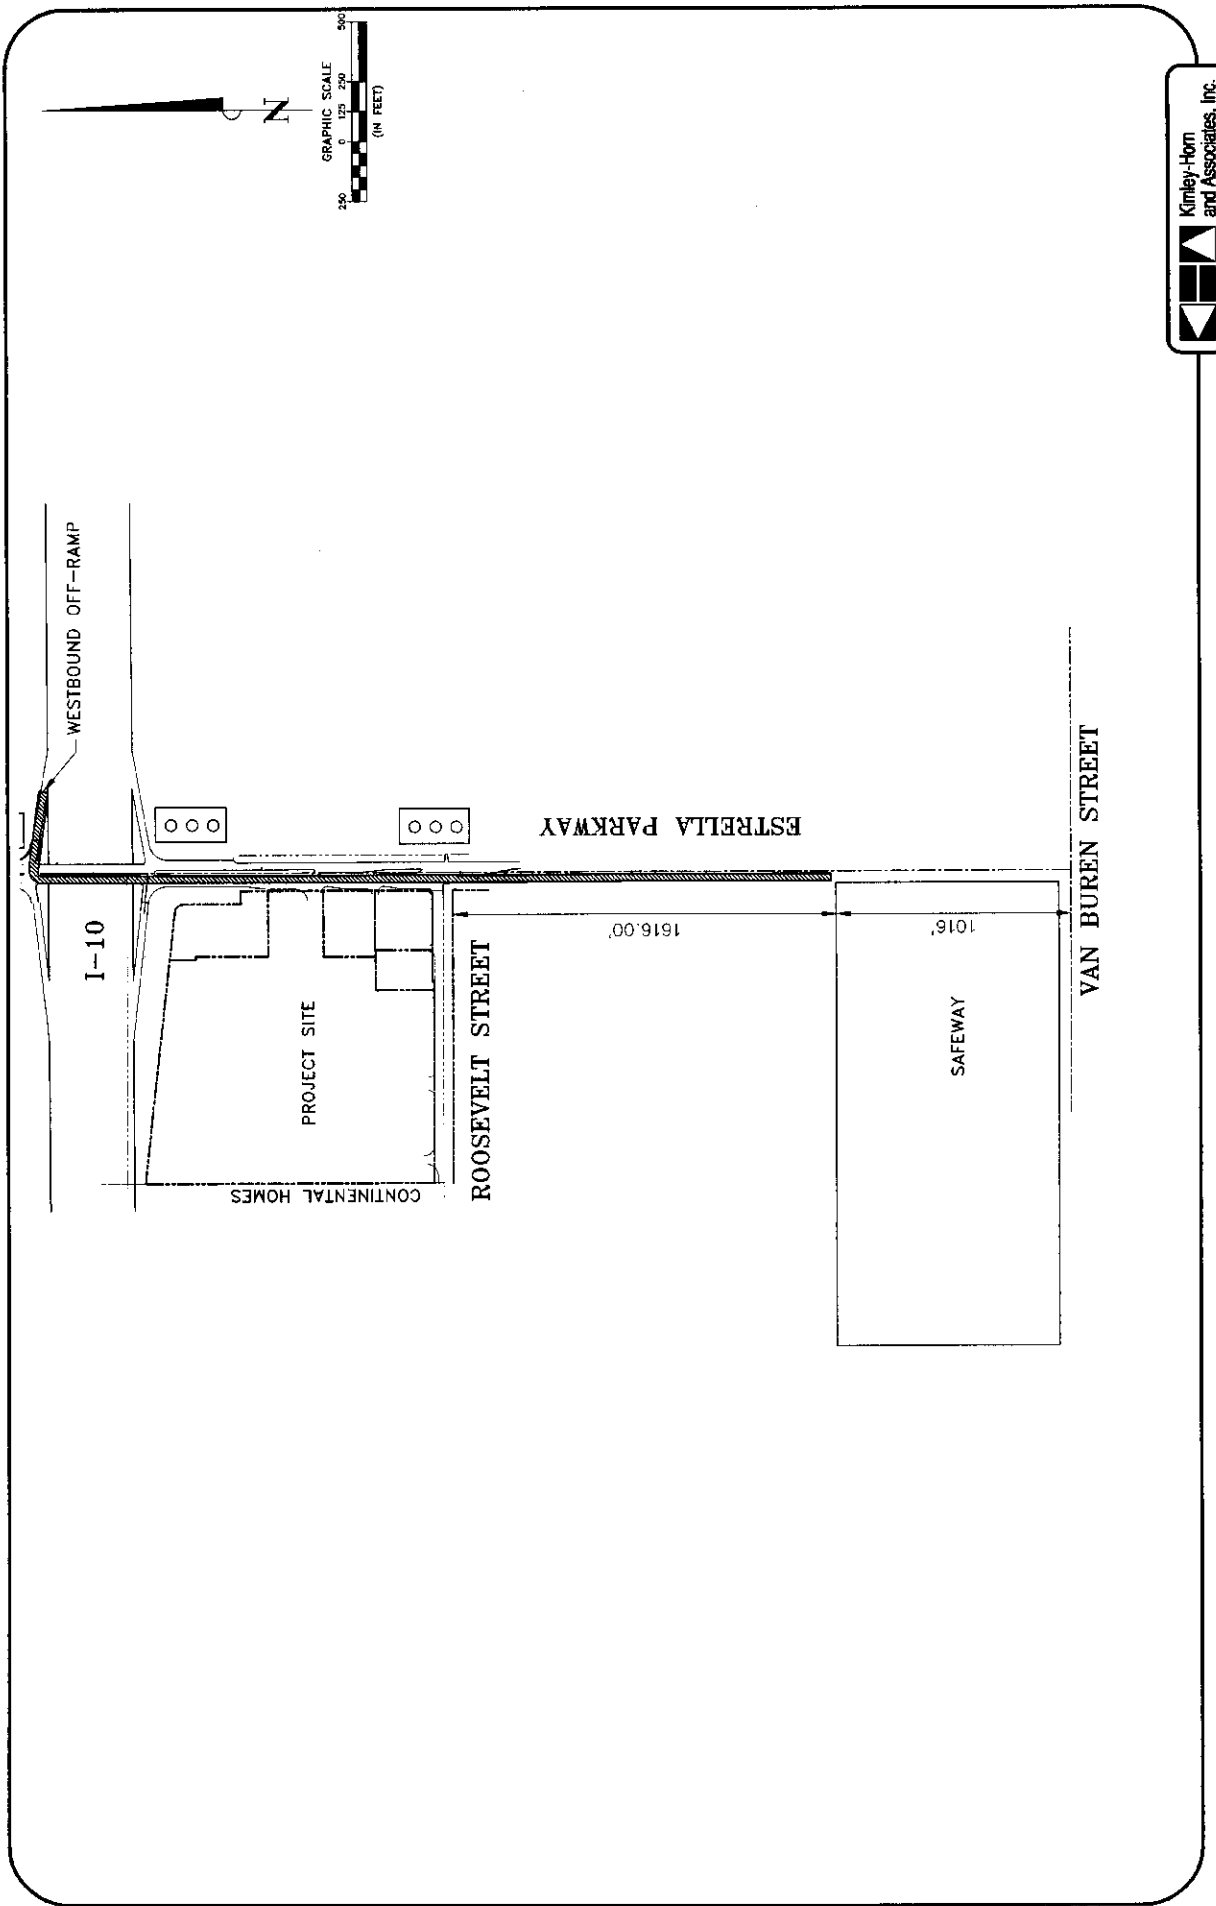 WESTBOUND OFF-RAMP
I-10
PROJECT SITE
CONTINENTAL HOMES
ROOSEVELT STREET
ESTRELLA PARKWAY
1616.00'
1016'
SAFEWAY
VAN BUREN STREET
N
GRAPHIC SCALE
250 0 125 250 500
(IN FEET)
Kimley-Horn
and Associates, Inc.